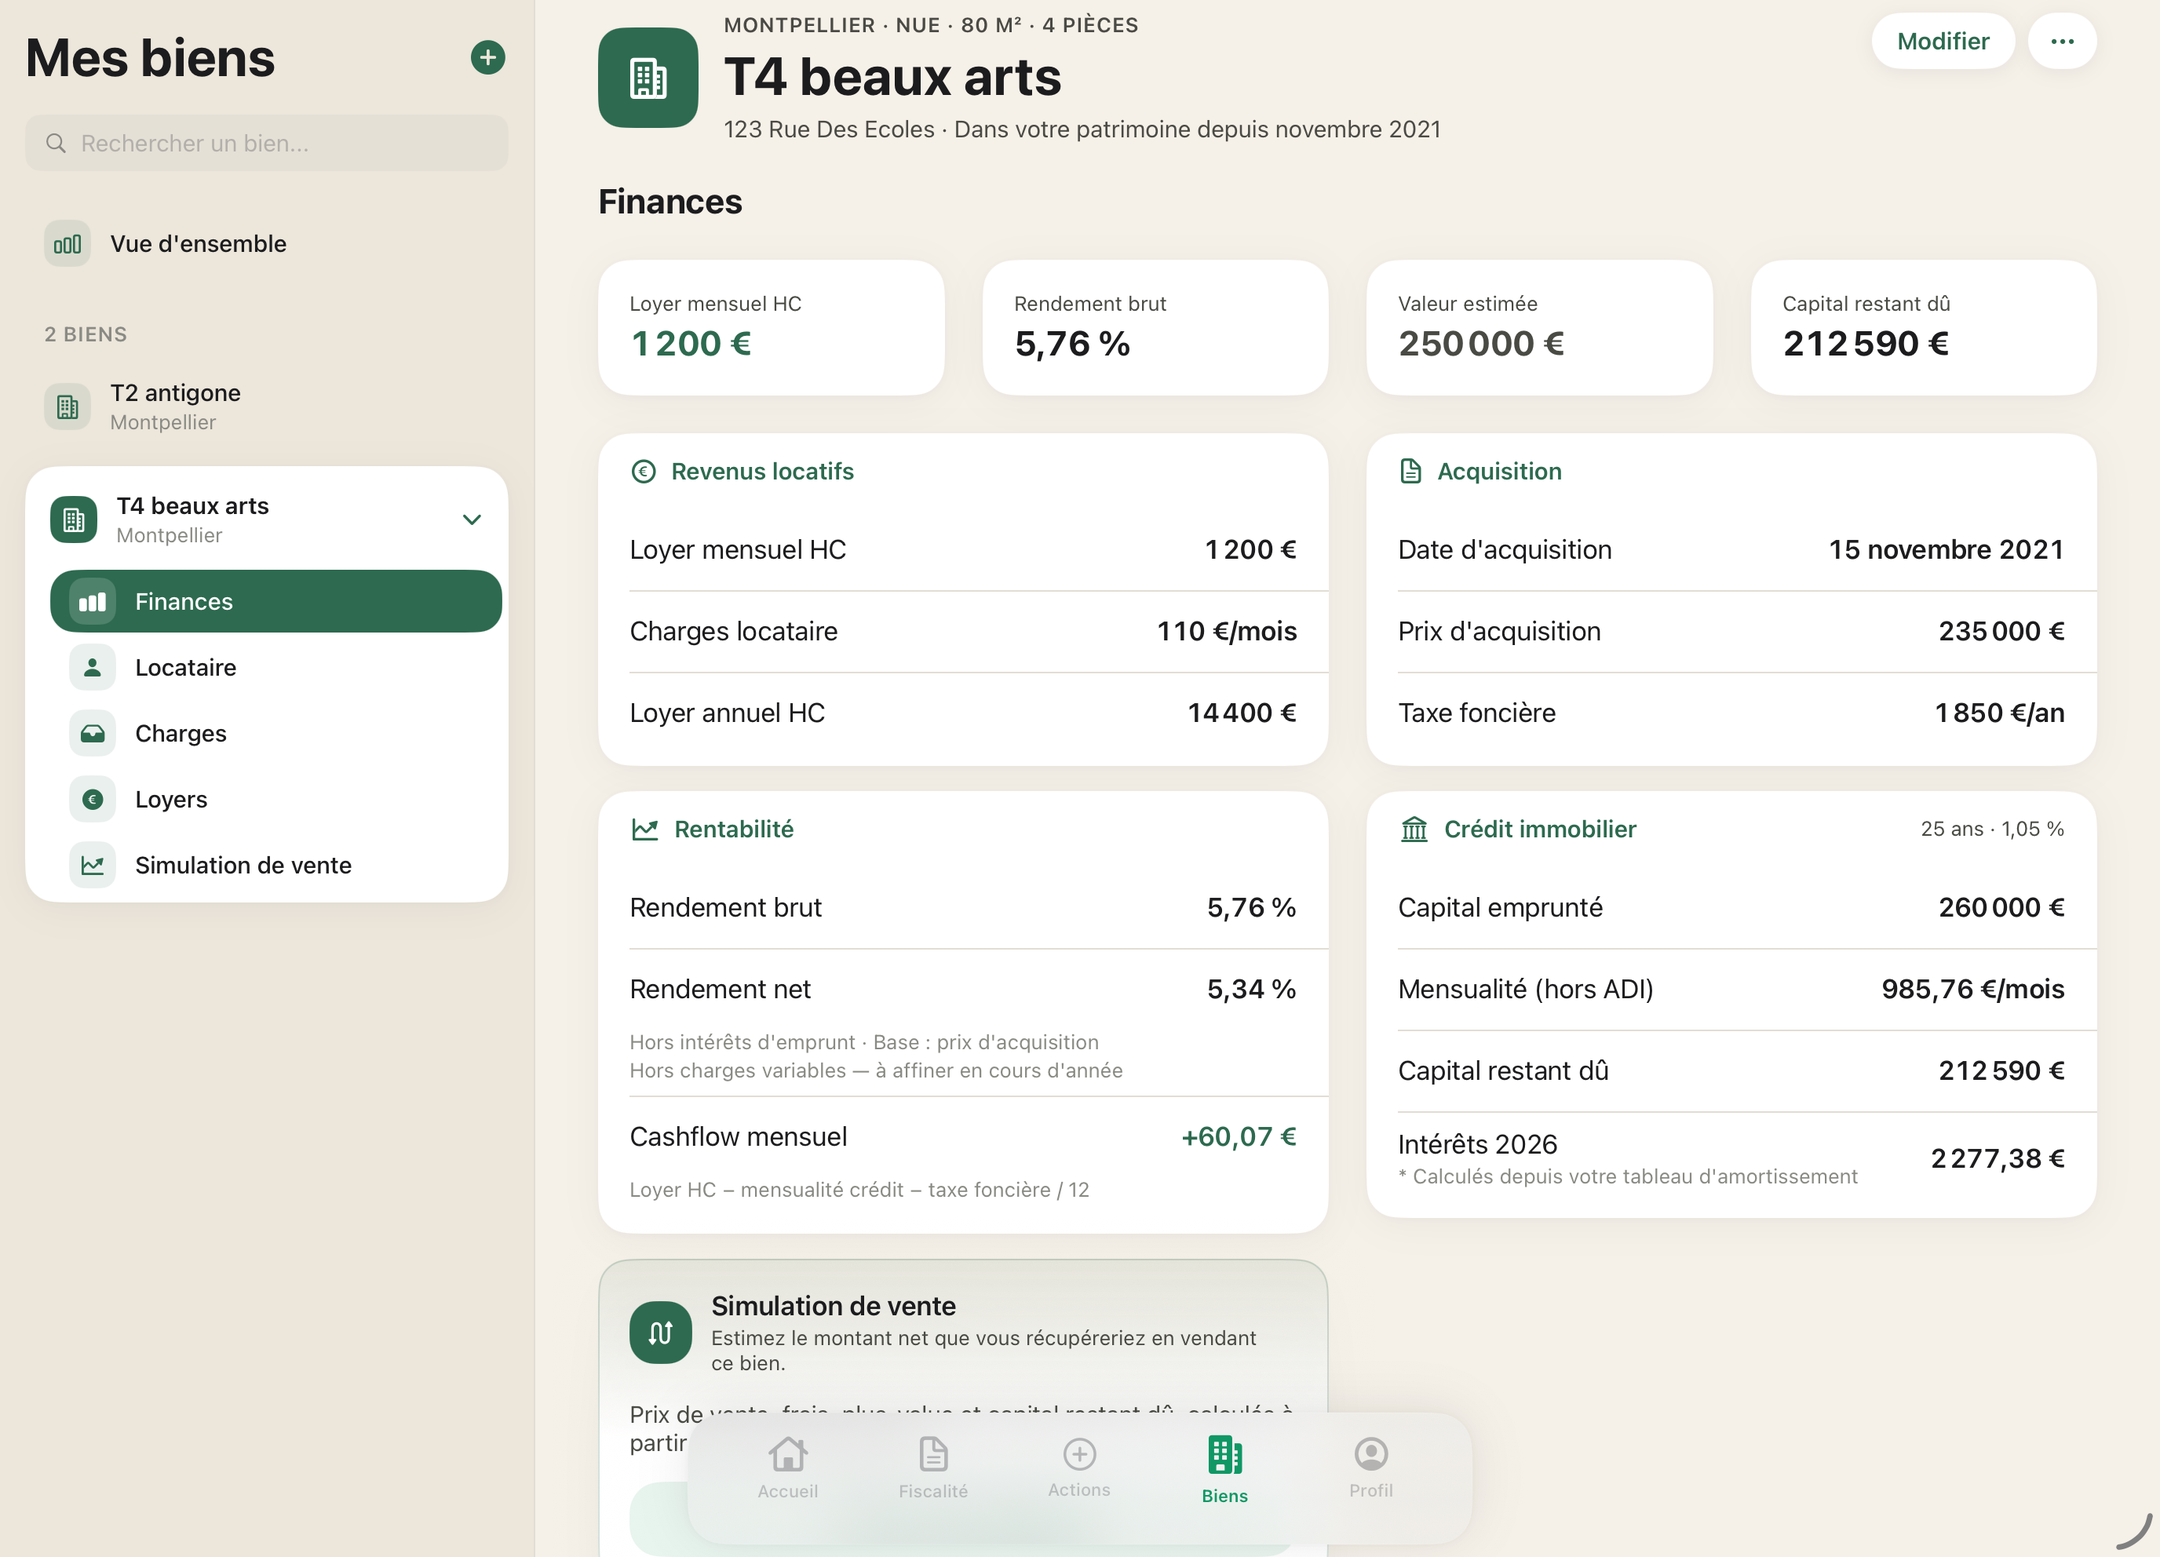 Mes biens
Rechercher un bien...
Vue d'ensemble
2 BIENS
T2 antigone
Montpellier
T4 beaux arts
Montpellier
Finances
Locataire
Charges
Loyers
Simulation de vente
MONTPELLIER · NUE · 80 M² · 4 PIÈCES
T4 beaux arts
123 Rue Des Ecoles · Dans votre patrimoine depuis novembre 2021
Modifier
Finances
Loyer mensuel HC
1 200 €
Rendement brut
5,76 %
Valeur estimée
250 000 €
Capital restant dû
212 590 €
Revenus locatifs
Loyer mensuel HC 1 200 €
Charges locataire 110 €/mois
Loyer annuel HC 14 400 €
Acquisition
Date d'acquisition 15 novembre 2021
Prix d'acquisition 235 000 €
Taxe foncière 1 850 €/an
Rentabilité
Rendement brut 5,76 %
Rendement net 5,34 %
Hors intérêts d'emprunt · Base : prix d'acquisition
Hors charges variables — à affiner en cours d'année
Cashflow mensuel +60,07 €
Loyer HC – mensualité crédit – taxe foncière / 12
Crédit immobilier 25 ans · 1,05 %
Capital emprunté 260 000 €
Mensualité (hors ADI) 985,76 €/mois
Capital restant dû 212 590 €
Intérêts 2026 2 277,38 €
* Calculés depuis votre tableau d'amortissement
Simulation de vente
Estimez le montant net que vous récupéreriez en vendant
ce bien.
Prix de vente, frais, plus-value et capital restant dû, calculés à
partir
Accueil
Fiscalité
Actions
Biens
Profil